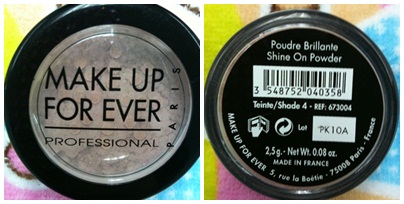 MAKE UP
FOR EVER
PROFESSIONAL
PARIS
Poudre Brillante
Shine On Powder
3 548752 040358
Teinte/Shade 4 - REF: 673004
Lot PK10A
2,5g. - Net Wt. 0.08 oz.
MADE IN FRANCE
MAKE UP FOR EVER 5, rue la Boétie - 75008 Paris - France